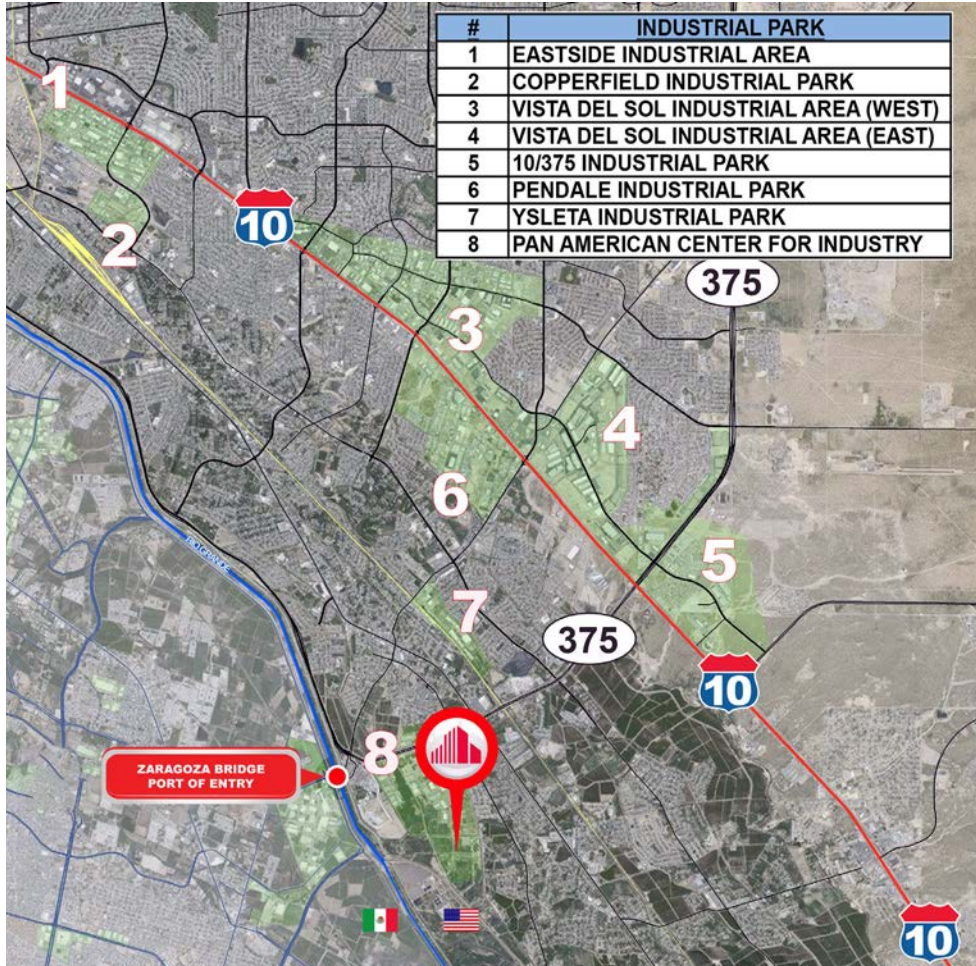 # INDUSTRIAL PARK
1 EASTSIDE INDUSTRIAL AREA
2 COPPERFIELD INDUSTRIAL PARK
3 VISTA DEL SOL INDUSTRIAL AREA (WEST)
4 VISTA DEL SOL INDUSTRIAL AREA (EAST)
5 10/375 INDUSTRIAL PARK
6 PENDALE INDUSTRIAL PARK
7 YSLETA INDUSTRIAL PARK
8 PAN AMERICAN CENTER FOR INDUSTRY
1
2
10
375
3
4
6
5
RIO GRANDE
7
375
10
8
ZARAGOZA BRIDGE
PORT OF ENTRY
10